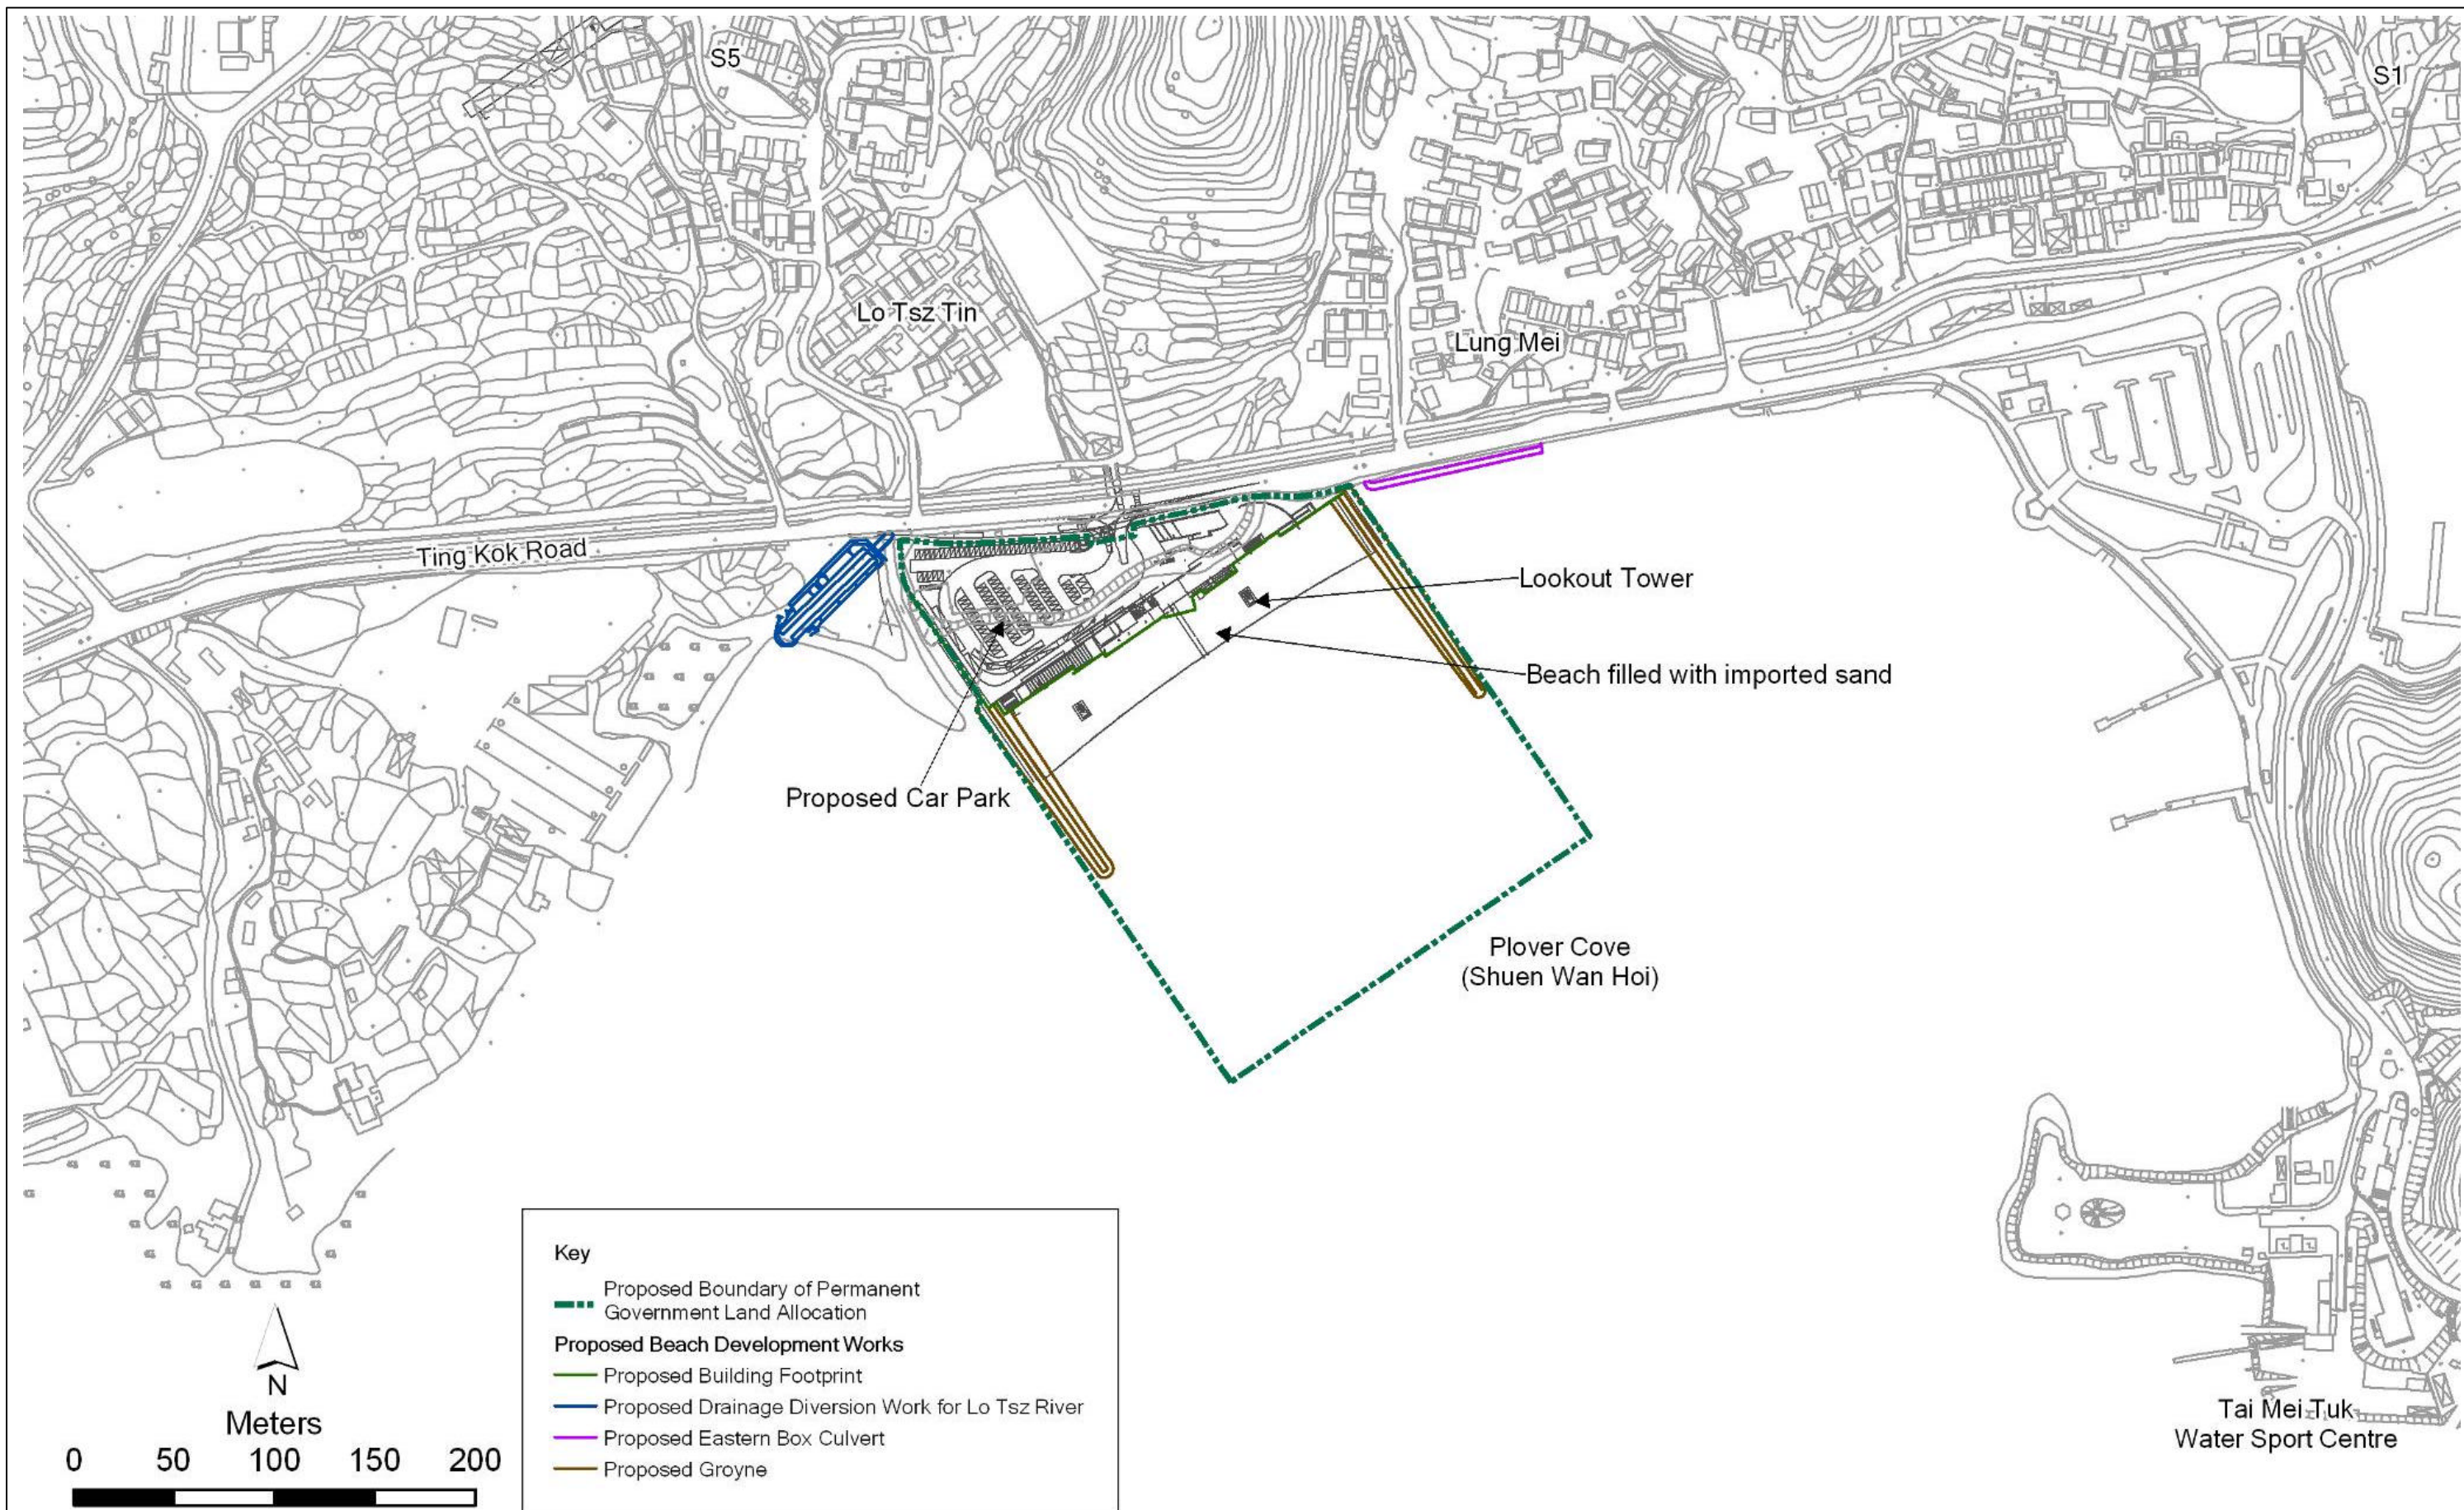 S5
S1
Lo Tsz Tin
Lung Mei
Ting Kok Road
Lookout Tower
Beach filled with imported sand
Proposed Car Park
Plover Cove
(Shuen Wan Hoi)
Key
Proposed Boundary of Permanent
Government Land Allocation
Proposed Beach Development Works
Proposed Building Footprint
Proposed Drainage Diversion Work for Lo Tsz River
Proposed Eastern Box Culvert
Proposed Groyne
N
Meters
0 50 100 150 200
Tai Mei Tuk
Water Sport Centre